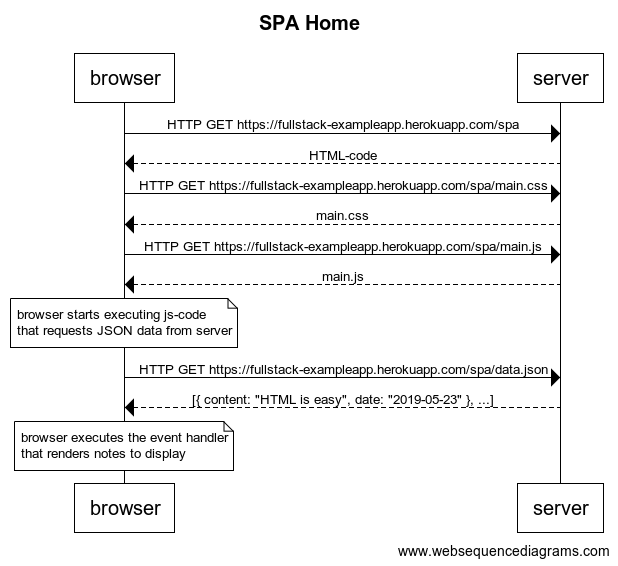 SPA Home
browser
server
HTTP GET https://fullstack-exampleapp.herokuapp.com/spa
HTML-code
HTTP GET https://fullstack-exampleapp.herokuapp.com/spa/main.css
main.css
HTTP GET https://fullstack-exampleapp.herokuapp.com/spa/main.js
main.js
browser starts executing js-code
that requests JSON data from server
HTTP GET https://fullstack-exampleapp.herokuapp.com/spa/data.json
[{ content: "HTML is easy", date: "2019-05-23" }, ...]
browser executes the event handler
that renders notes to display
browser
server
www.websequencediagrams.com